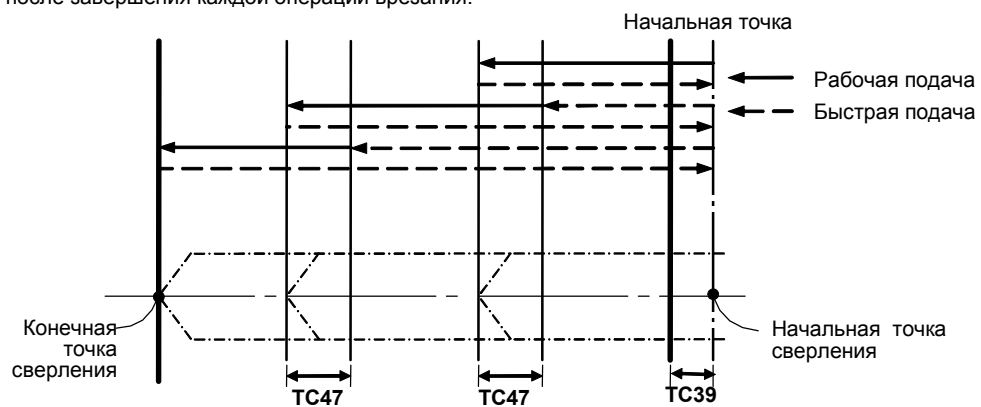 после завершения каждой операции врезания.
Начальная точка
Рабочая подача
Быстрая подача
Конечная
точка
сверления
Начальная точка
сверления
TC47
TC47
TC39